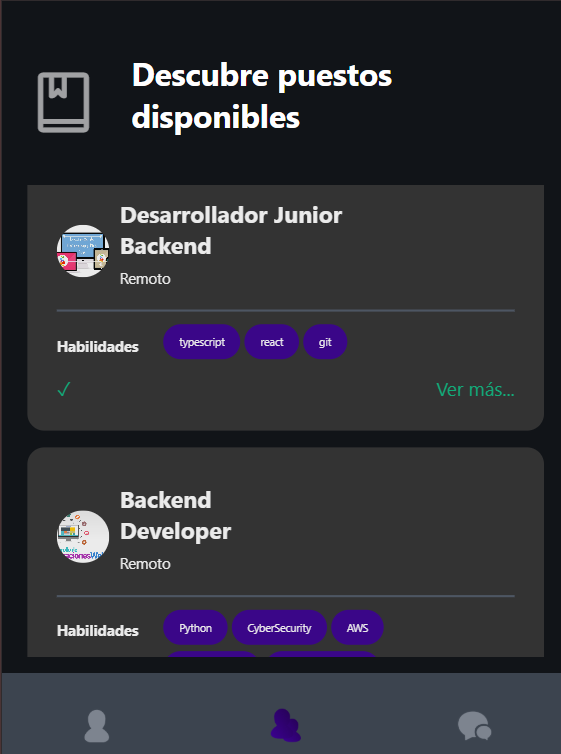 Descubre puestos
disponibles
Desarrollador Junior
Backend
Remoto
Habilidades typescript react git
✓ Ver más...
Backend
Developer
Remoto
Habilidades Python CyberSecurity AWS